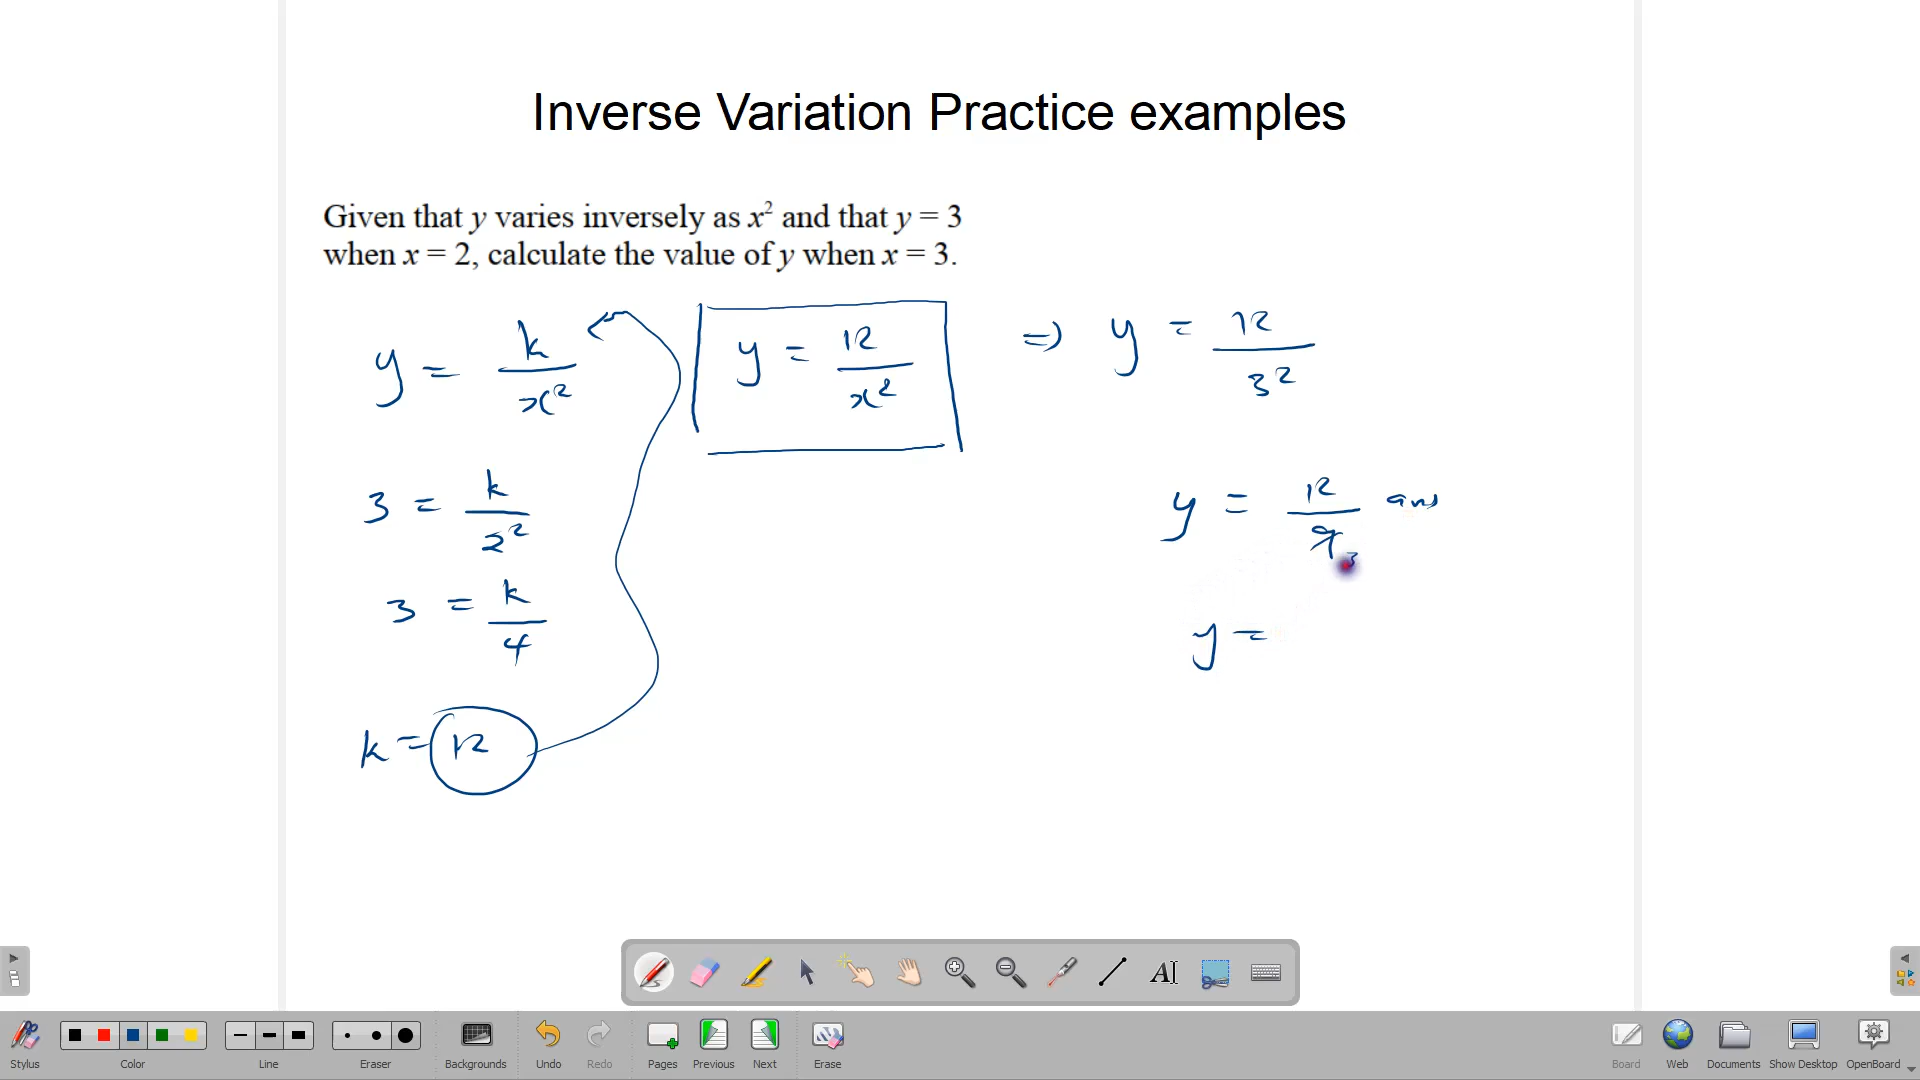 Inverse Variation Practice examples
Given that y varies inversely as x² and that y = 3
when x = 2, calculate the value of y when x = 3.
y = k/x²
y = 12/x²
⇒ y = 12/3²
3 = k/2²
y = 12/9 ans
3
3 = k/4
y =
k = 12
Stylus
Color
Line
Eraser
Backgrounds
Undo
Redo
Pages
Previous
Next
Erase
Board
Web
Documents
Show Desktop
OpenBoard